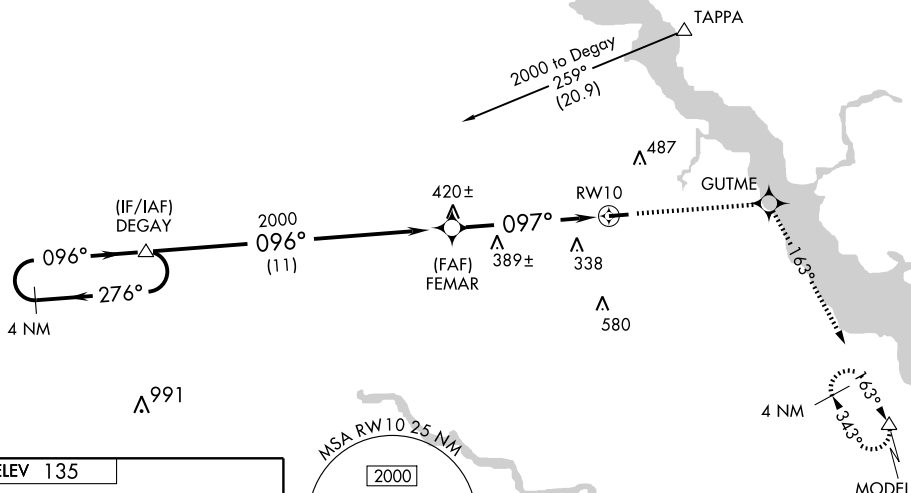 TAPPA
2000 to Degay
259°
(20.9)
487
420±
RW10
GUTME
(IF/IAF)
DEGAY
2000
096°
(11)
097°
096°
276°
4 NM
(FAF)
FEMAR
389±
338
580
163°
991
4 NM
163°
343°
MODEL
MSA RW10 25 NM
2000
ELEV 135